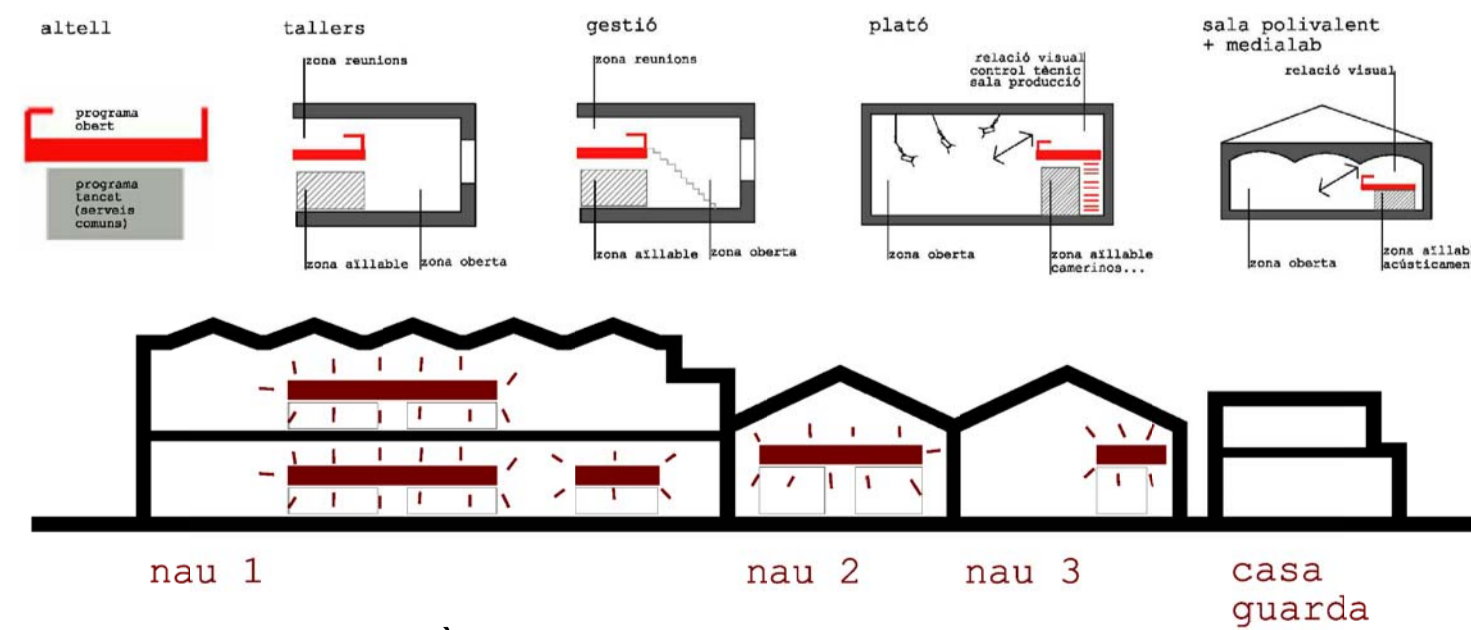 altell
tallers
gestió
plató
sala polivalent
+ medialab
zona reunions
zona reunions
relació visual
control tècnic
sala producció
relació visual
programa
obert
programa
tancat
(serveis
comuns)
zona aïllable
zona oberta
zona aïllable
zona oberta
zona oberta
zona aïllable
camerinos...
zona oberta
zona
nau 1
nau 2
nau 3
casa
guarda